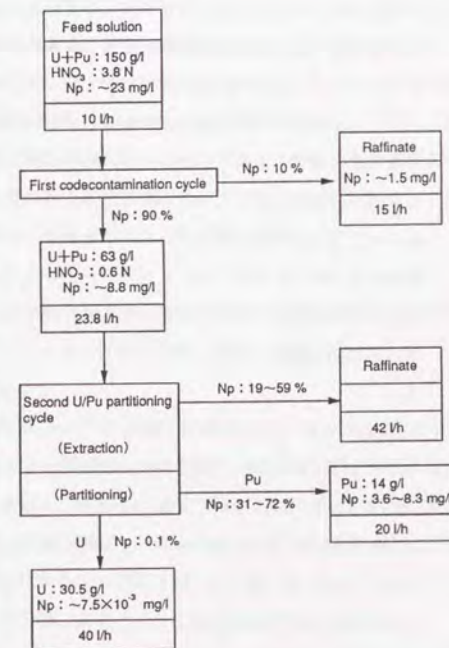 Feed solution
U+Pu : 150 g/l
HNO₃ : 3.8 N
Np : ~23 mg/l
10 l/h
First codecontamination cycle
Np : 10 %
Raffinate
Np : ~1.5 mg/l
15 l/h
Np : 90 %
U+Pu : 63 g/l
HNO₃ : 0.6 N
Np : ~8.8 mg/l
23.8 l/h
Second U/Pu partitioning
cycle
(Extraction)
(Partitioning)
Np : 19~59 %
Raffinate
42 l/h
Pu
Np : 31~72 %
Pu : 14 g/l
Np : 3.6~8.3 mg/l
20 l/h
U Np : 0.1 %
U : 30.5 g/l
Np : ~7.5×10⁻³ mg/l
40 l/h